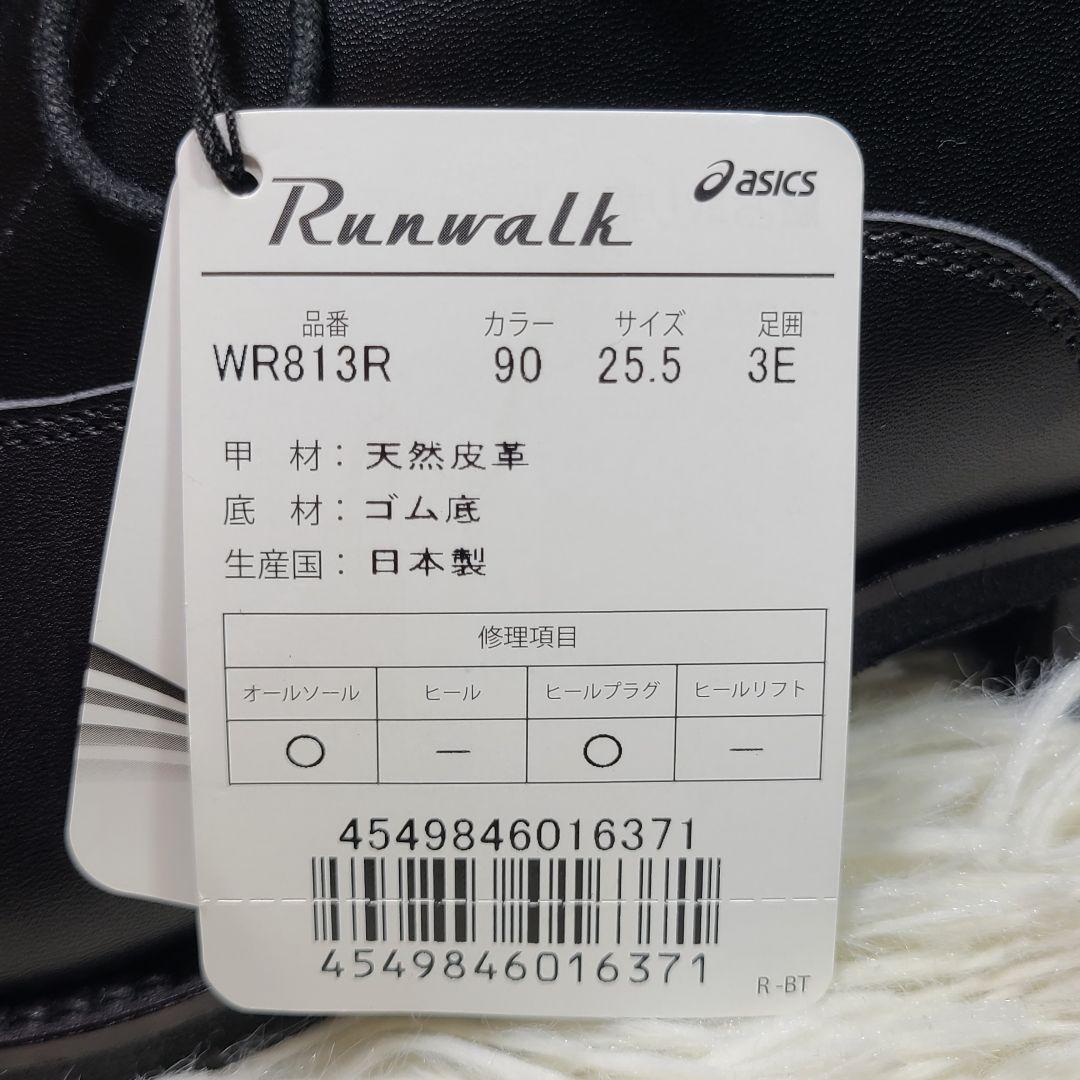 Runwalk asics
品番 カラー サイズ 足囲
WR813R 90 25.5 3E
甲 材： 天然皮革
底 材： ゴム底
生産国： 日本製
修理項目
オールソール ヒール ヒールプラグ ヒールリフト
○ — ○ —
4549846016371
4549846016371
R-BT